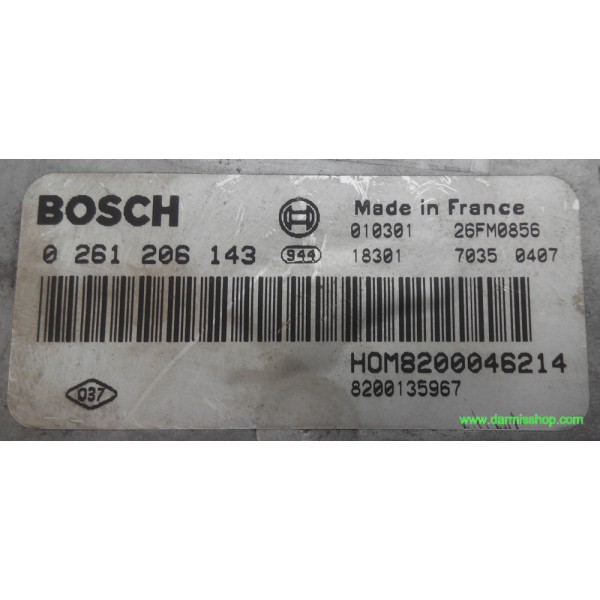 BOSCH
Made in France
010301 26FM0856
0 261 206 143 944 18301 7035 0407
HOM8200046214
037 8200135967
www.darmisshop.com